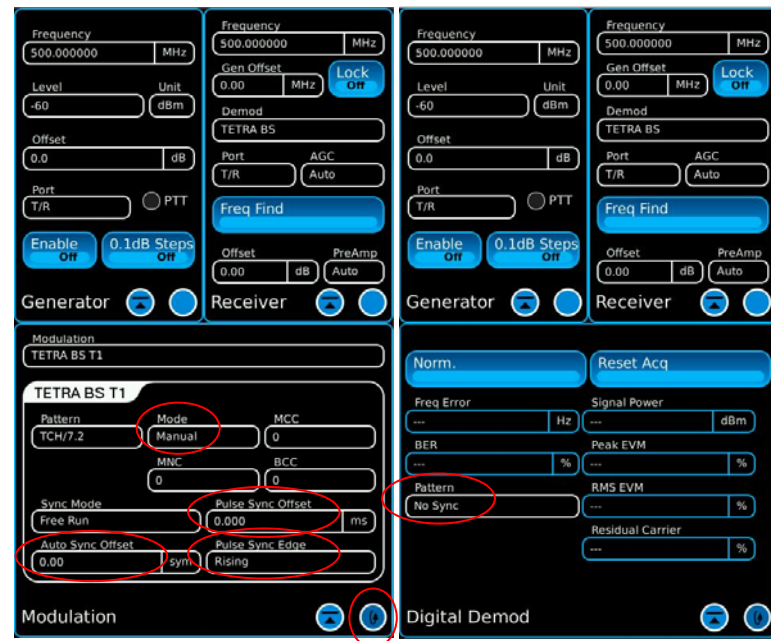 Frequency
500.000000 MHz
Level Unit
-60 dBm
Offset
0.0 dB
Port
T/R PTT
Enable 0.1dB Steps
Off Off
Generator
Frequency
500.000000 MHz
Gen Offset Lock
0.00 MHz Off
Demod
TETRA BS
Port AGC
T/R Auto
Freq Find
Offset PreAmp
0.00 dB Auto
Receiver
Frequency
500.000000 MHz
Level Unit
-60 dBm
Offset
0.0 dB
Port
T/R PTT
Enable 0.1dB Steps
Off Off
Generator
Frequency
500.000000 MHz
Gen Offset Lock
0.00 MHz Off
Demod
TETRA BS
Port AGC
T/R Auto
Freq Find
Offset PreAmp
0.00 dB Auto
Receiver
Modulation
TETRA BS T1
TETRA BS T1
Pattern Mode MCC
TCH/7.2 Manual 0
MNC BCC
0 0
Sync Mode Pulse Sync Offset
Free Run 0.000 ms
Auto Sync Offset Pulse Sync Edge
0.00 sym Rising
Modulation
Norm. Reset Acq
Freq Error Signal Power
--- Hz --- dBm
BER Peak EVM
--- % --- %
Pattern RMS EVM
No Sync --- %
Residual Carrier
--- %
Digital Demod